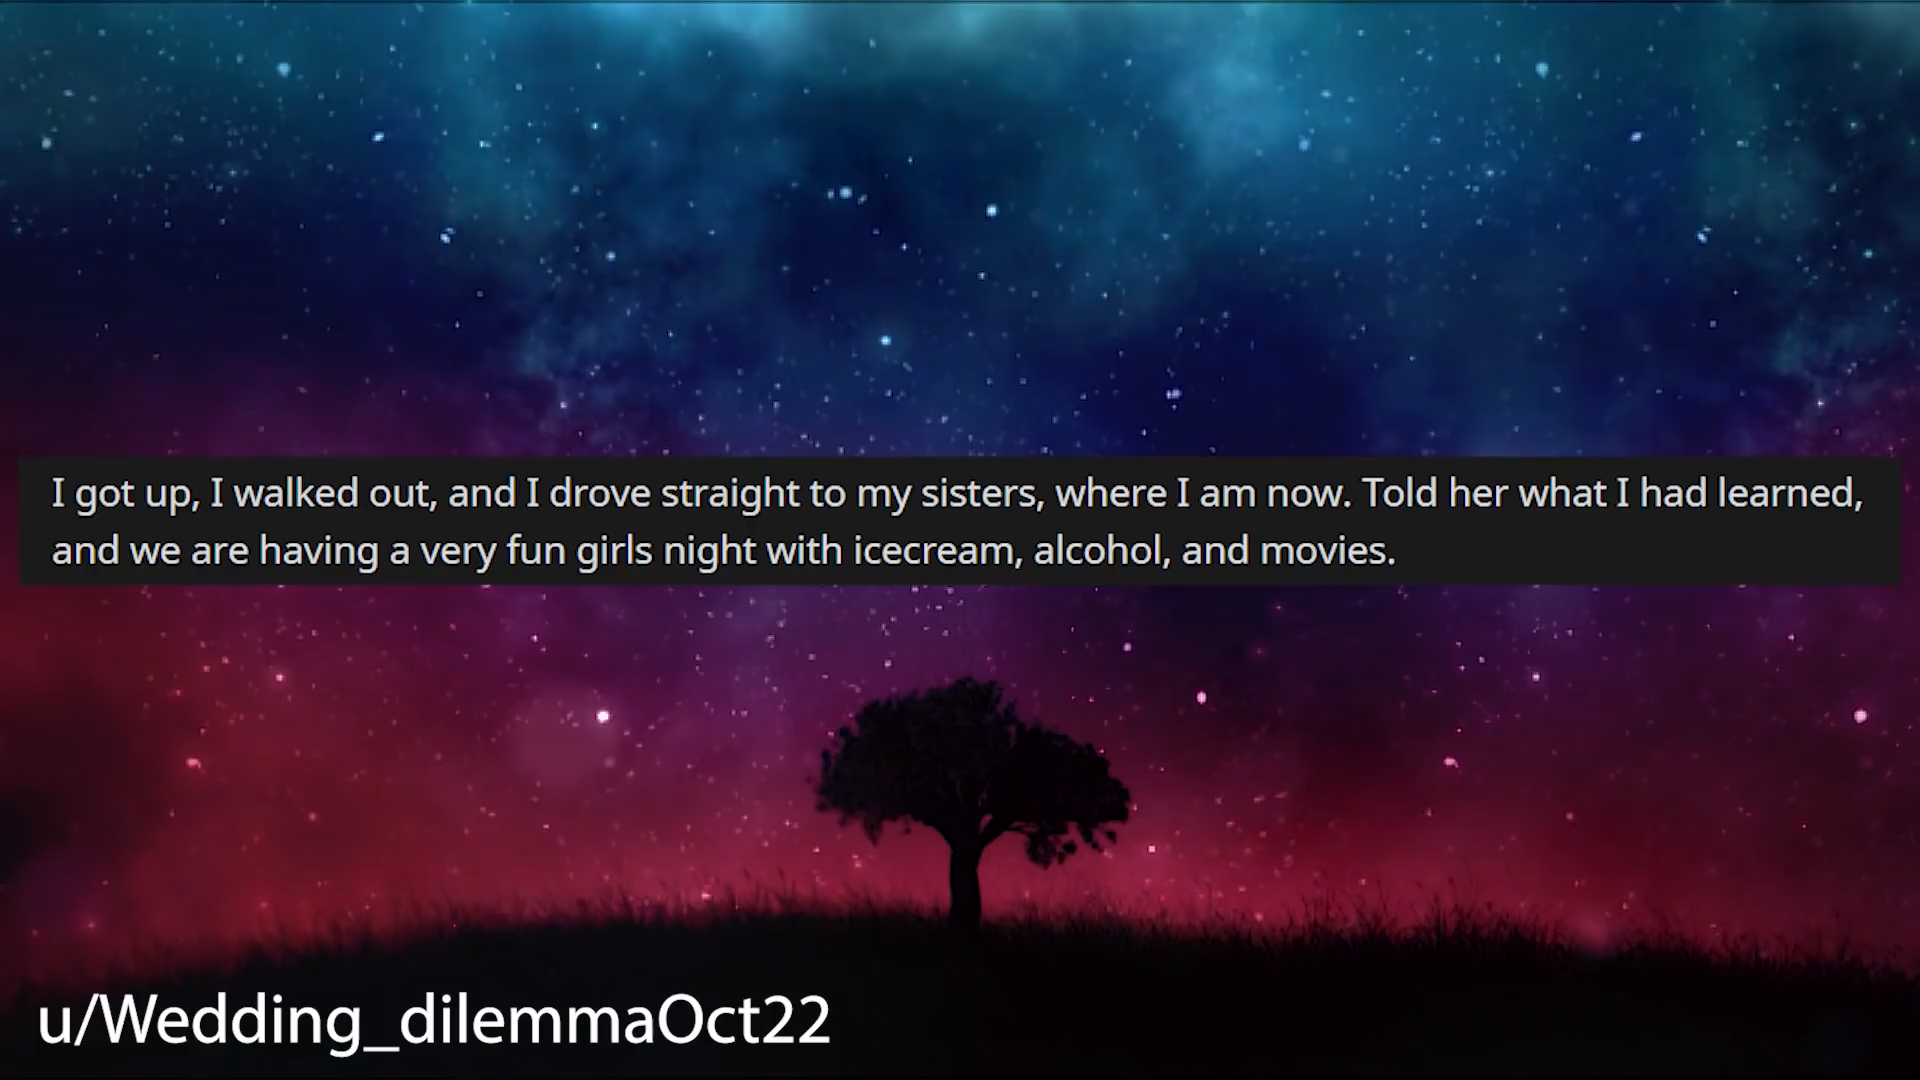 I got up, I walked out, and I drove straight to my sisters, where I am now. Told her what I had learned,
and we are having a very fun girls night with icecream, alcohol, and movies.
u/Wedding_dilemmaOct22